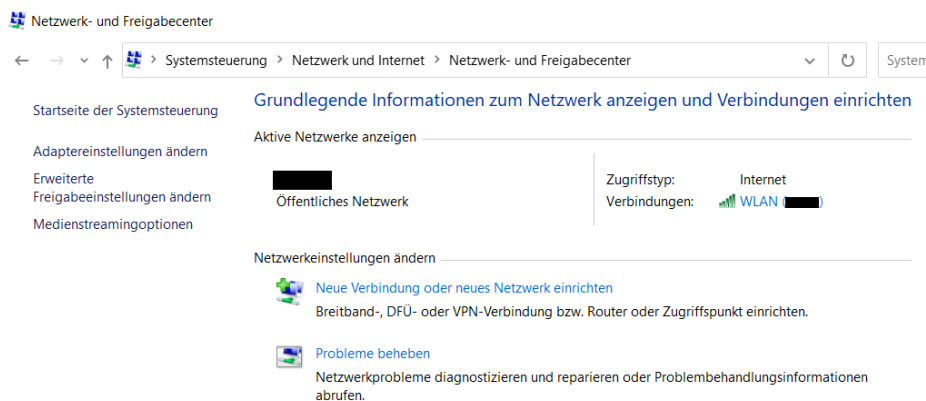 Netzwerk- und Freigabecenter
Systemsteuerung > Netzwerk und Internet > Netzwerk- und Freigabecenter
System
Startseite der Systemsteuerung
Adaptereinstellungen ändern
Erweiterte
Freigabeeinstellungen ändern
Medienstreamingoptionen
Grundlegende Informationen zum Netzwerk anzeigen und Verbindungen einrichten
Aktive Netzwerke anzeigen
Öffentliches Netzwerk
Zugriffstyp: Internet
Verbindungen: WLAN ( )
Netzwerkeinstellungen ändern
Neue Verbindung oder neues Netzwerk einrichten
Breitband-, DFÜ- oder VPN-Verbindung bzw. Router oder Zugriffspunkt einrichten.
Probleme beheben
Netzwerkprobleme diagnostizieren und reparieren oder Problembehandlungsinformationen
abrufen.